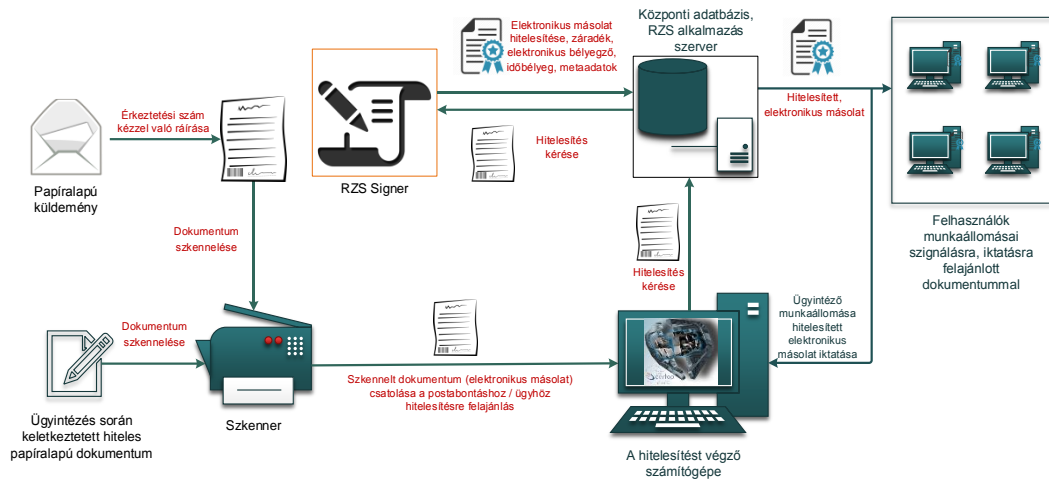 Elektronikus másolat
hitelesítése, záradék,
elektronikus bélyegző,
időbélyeg, metaadatok
Központi adatbázis,
RZS alkalmazás
szerver
Érkeztetési szám
kézzel való ráírása
Hitelesített,
elektronikus másolat
Hitelesítés
kérése
Papíralapú
küldemény
RZS Signer
Felhasználók
munkaállomásai
szignálásra, iktatásra
felajánlott
dokumentummal
Dokumentum
szkennelése
Hitelesítés
kérése
Ügyintéző
munkaállomása
hitelesített
elektronikus
másolat iktatása
Dokumentum
szkennelése
Szkennelt dokumentum (elektronikus másolat)
csatolása a postabontáshoz / ügyhöz
hitelesítésre felajánlás
Szkenner
Ügyintézés során
keletkeztetett hiteles
papíralapú dokumentum
A hitelesítést végző
számítógépe